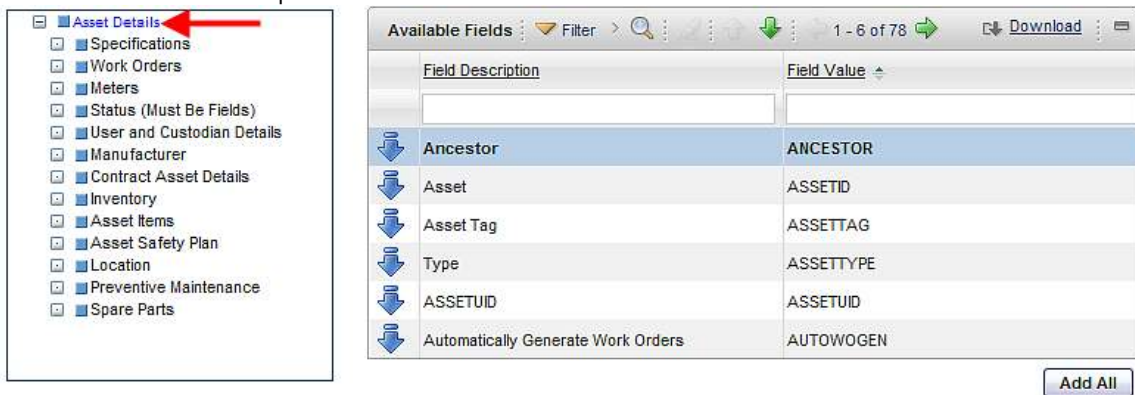 Asset Details
Specifications
Work Orders
Meters
Status (Must Be Fields)
User and Custodian Details
Manufacturer
Contract Asset Details
Inventory
Asset Items
Asset Safety Plan
Location
Preventive Maintenance
Spare Parts
Available Fields Filter > 1 - 6 of 78 Download
Field Description Field Value
Ancestor ANCESTOR
Asset ASSETID
Asset Tag ASSETTAG
Type ASSETTYPE
ASSETUID ASSETUID
Automatically Generate Work Orders AUTOWOGEN
Add All